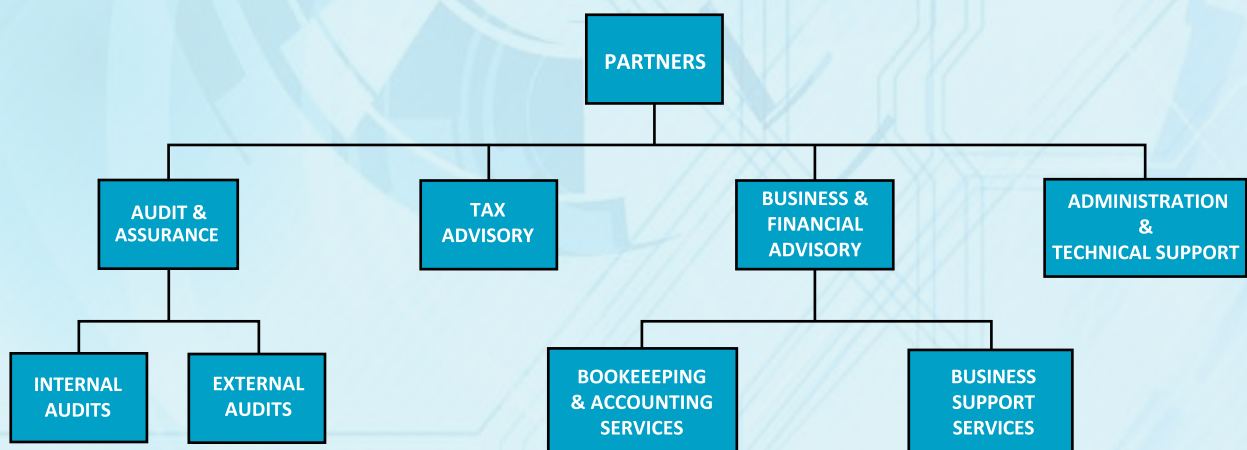 PARTNERS
AUDIT &
ASSURANCE
TAX
ADVISORY
BUSINESS &
FINANCIAL
ADVISORY
ADMINISTRATION
&
TECHNICAL SUPPORT
INTERNAL
AUDITS
EXTERNAL
AUDITS
BOOKEEEPING
& ACCOUNTING
SERVICES
BUSINESS
SUPPORT
SERVICES